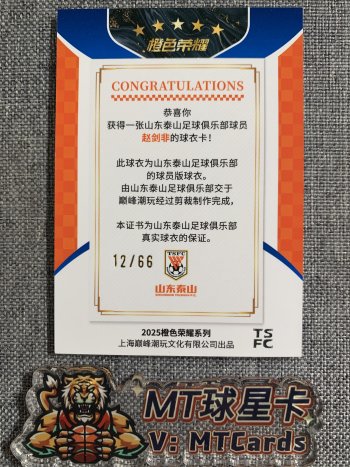 橙色荣耀
CONGRATULATIONS
恭喜你
获得一张山东泰山足球俱乐部球员
赵剑非的球衣卡！
此球衣为山东泰山足球俱乐部
的球员版球衣。
由山东泰山足球俱乐部交于
巅峰潮玩经过剪裁制作完成，
本证书为山东泰山足球俱乐部
真实球衣的保证。
12/66
TSFC
山东泰山
2025橙色荣耀系列
上海巅峰潮玩文化有限公司出品
TS
FC
MT球星卡
V: MTCards